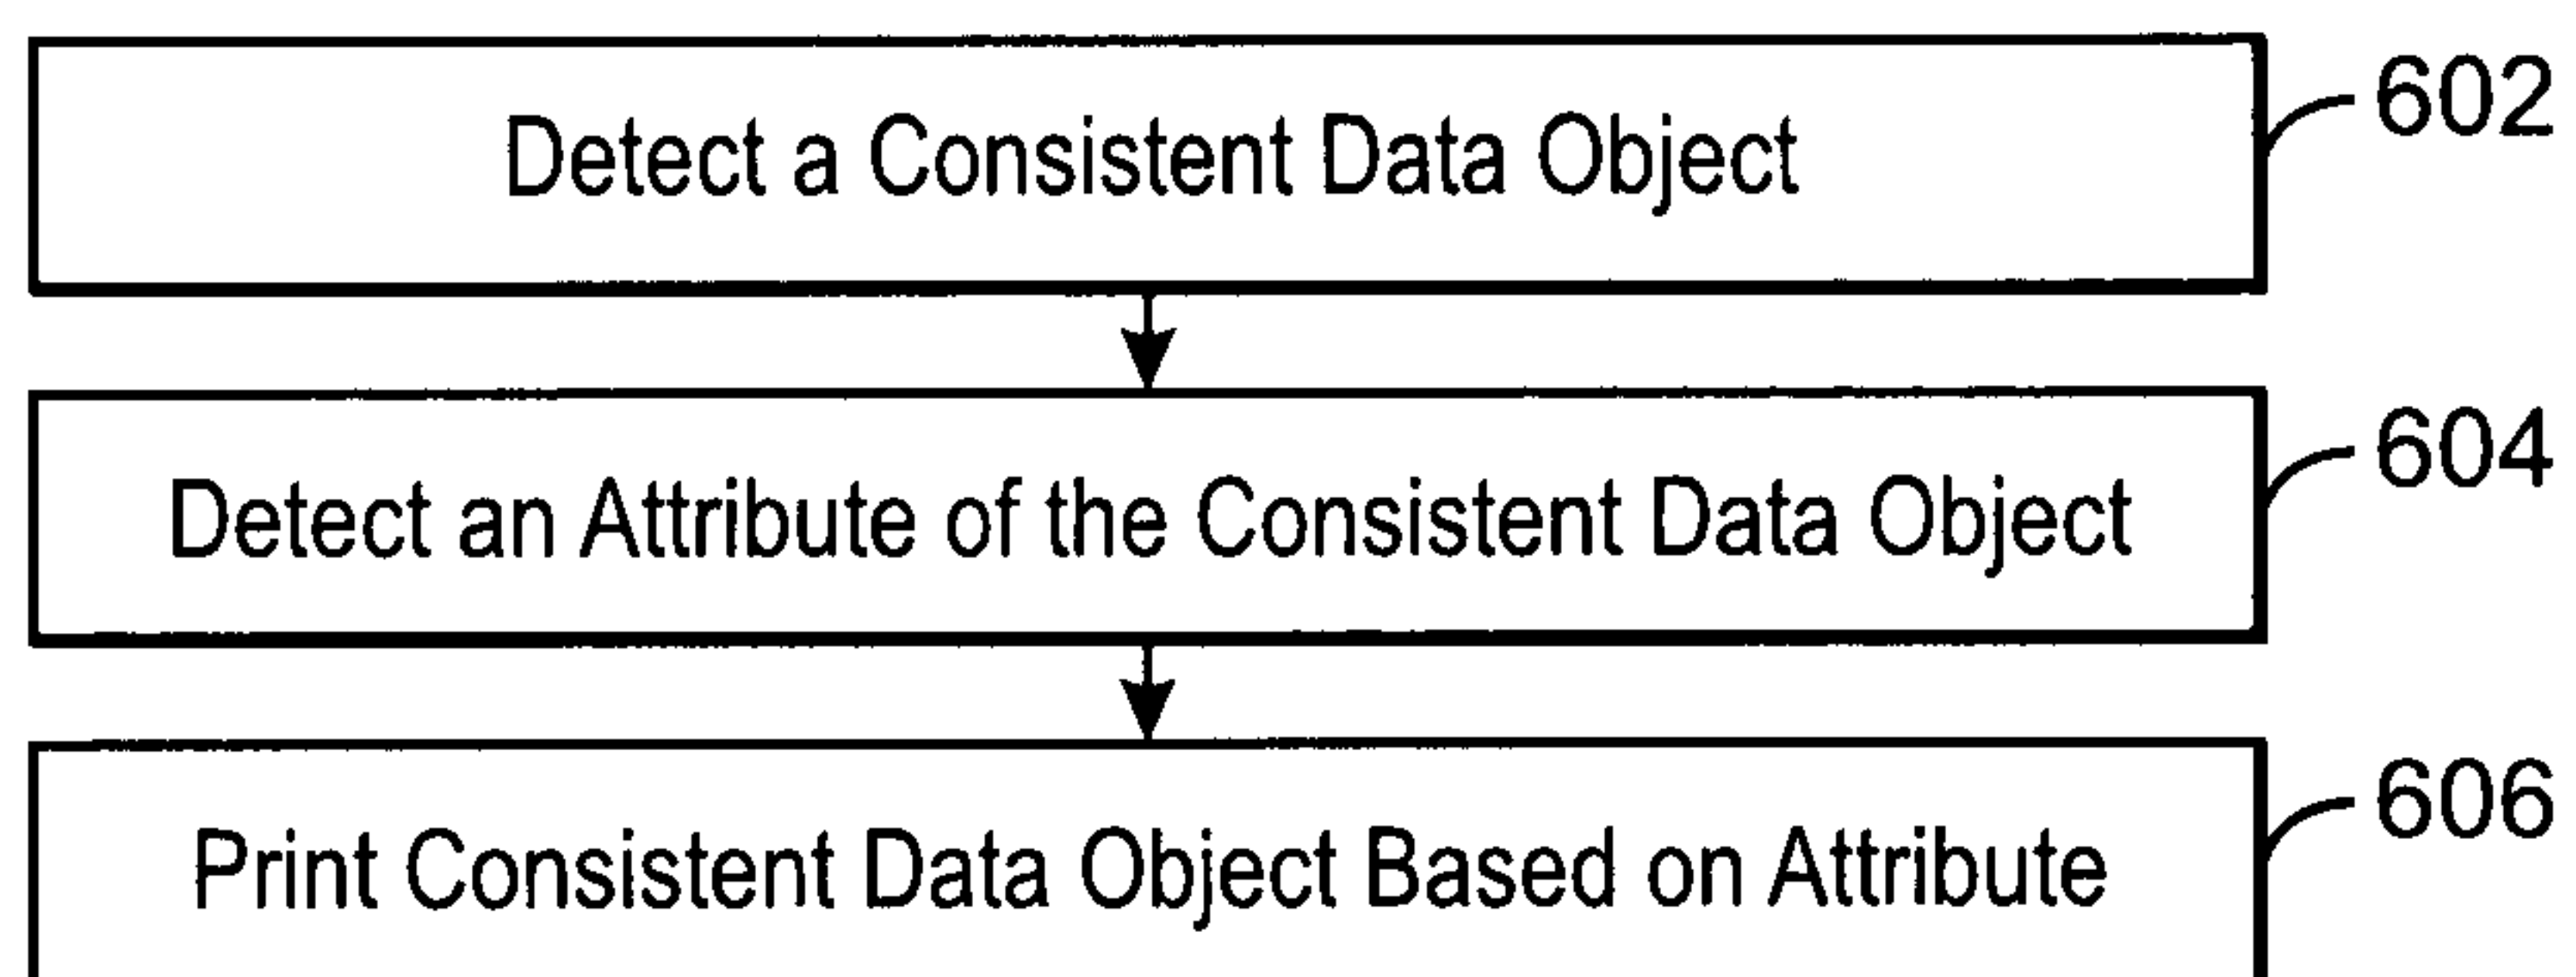 Detect a Consistent Data Object
602
Detect an Attribute of the Consistent Data Object
604
Print Consistent Data Object Based on Attribute
606